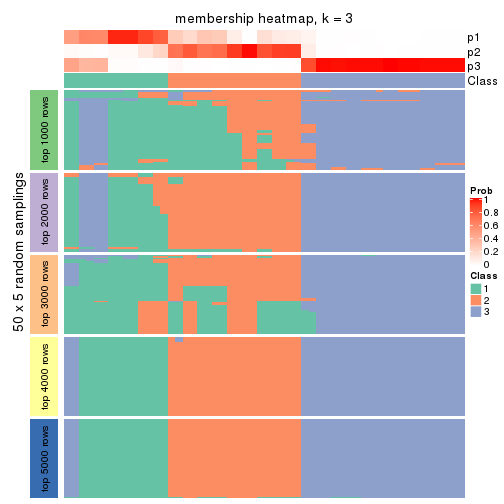 membership heatmap, k = 3
p1
p2
p3
Class
50 x 5 random samplings
top 1000 rows
top 2000 rows
top 3000 rows
top 4000 rows
top 5000 rows
Prob
1
0.8
0.6
0.4
0.2
0
Class
1
2
3